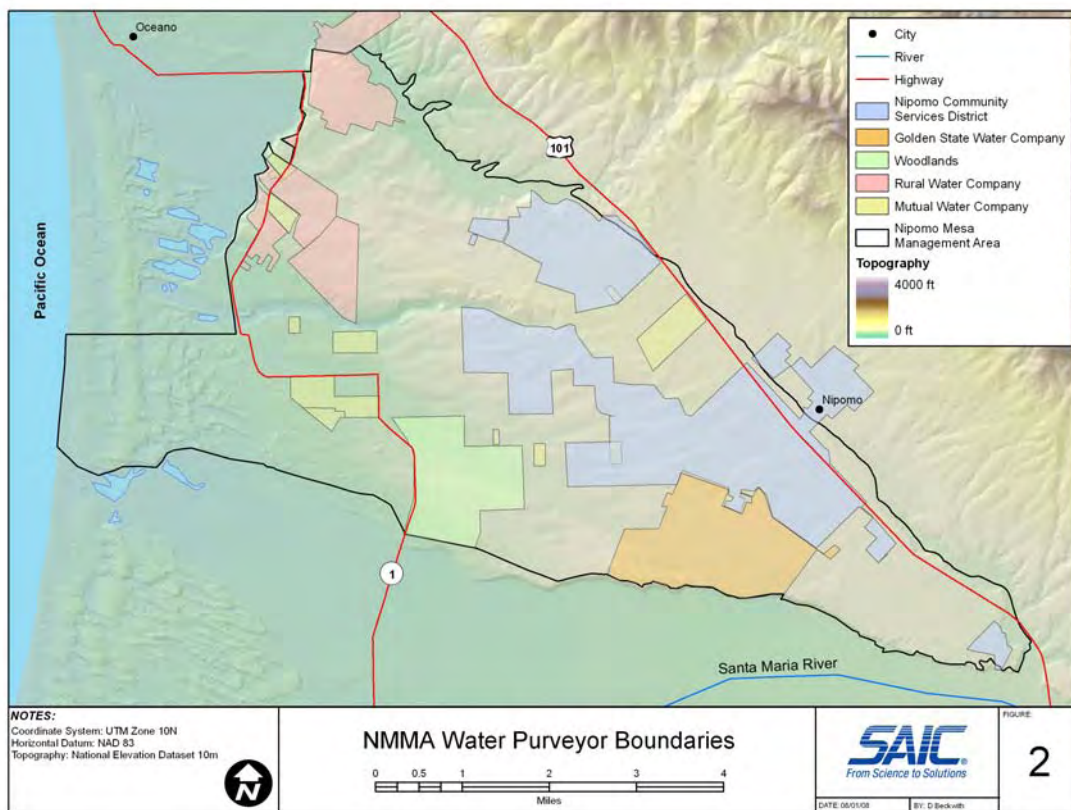 Oceano
101
Pacific Ocean
Nipomo
1
Santa Maria River
City
River
Highway
Nipomo Community
Services District
Golden State Water Company
Woodlands
Rural Water Company
Mutual Water Company
Nipomo Mesa
Management Area
Topography
4000 ft
0 ft
NOTES:
Coordinate System: UTM Zone 10N
Horizontal Datum: NAD 83
Topography: National Elevation Dataset 10m
N
NMMA Water Purveyor Boundaries
0 0.5 1 2 3 4
Miles
SAIC®
From Science to Solutions
DATE: 08/01/08 BY: D.Beckwith
FIGURE:
2